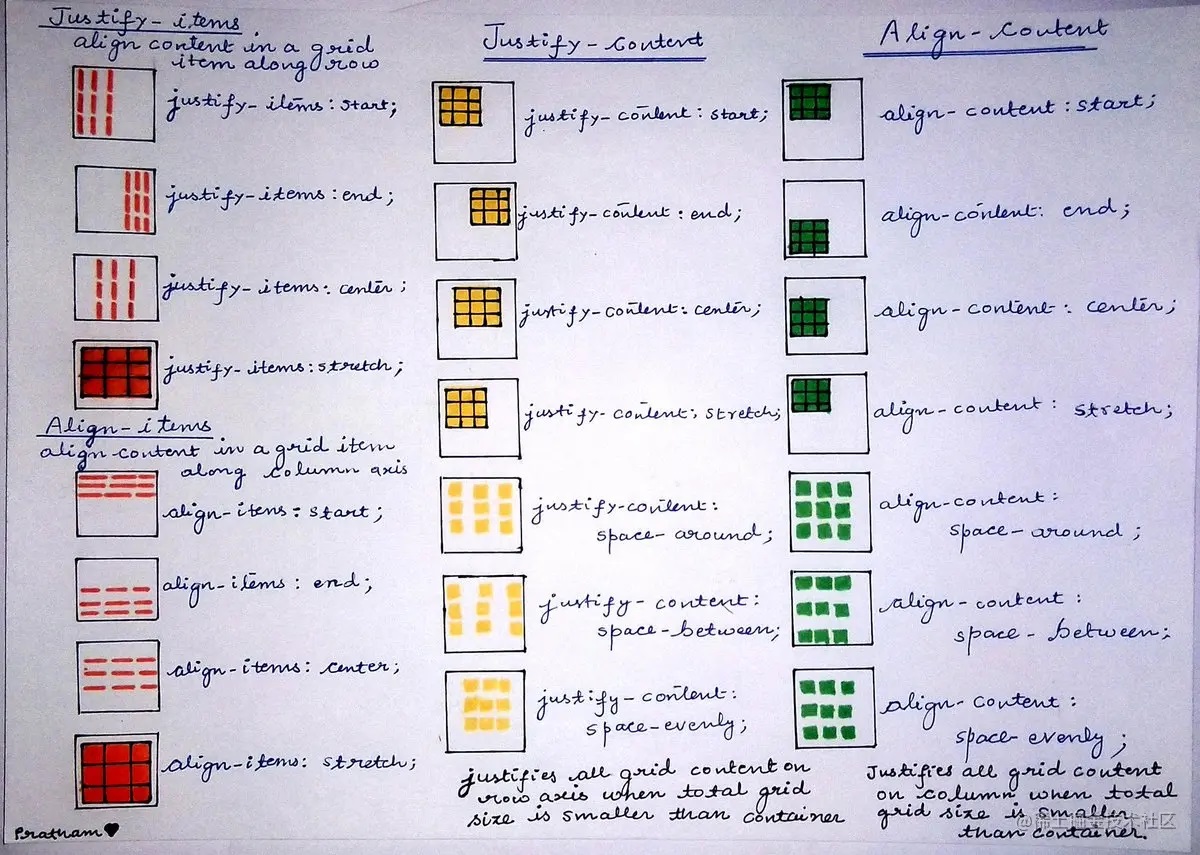 Justify-items
align content in a grid
item along row
justify-items: start;
justify-items: end;
justify-items: center;
justify-items: stretch;
Align-items
align-content in a grid item
along column axis
align-items: start;
align-items: end;
align-items: center;
align-items: stretch;
Pratham
Justify-Content
justify-content: start;
justify-content: end;
justify-content: center;
justify-content: stretch;
justify-content:
space-around;
justify-content:
space-between;
justify-content:
space-evenly;
justifies all grid content on
row axis when total grid
size is smaller than container
Align-Content
align-content: start;
align-content: end;
align-content: center;
align-content: stretch;
align-content:
space-around;
align-content:
space-between;
align-content:
space-evenly;
Justifies all grid content
on column when total
grid size is smaller
than container.
@稀土掘金技术社区